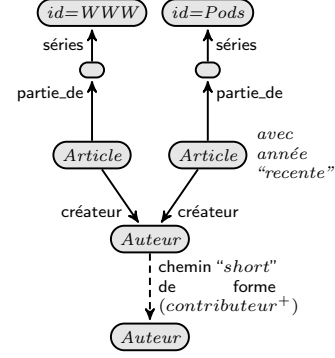 id=WWW id=Pods
séries séries
partie_de partie_de
Article Article
avec
année
“recente”
créateur créateur
Auteur
chemin “short”
de forme
(contributeur⁺)
Auteur